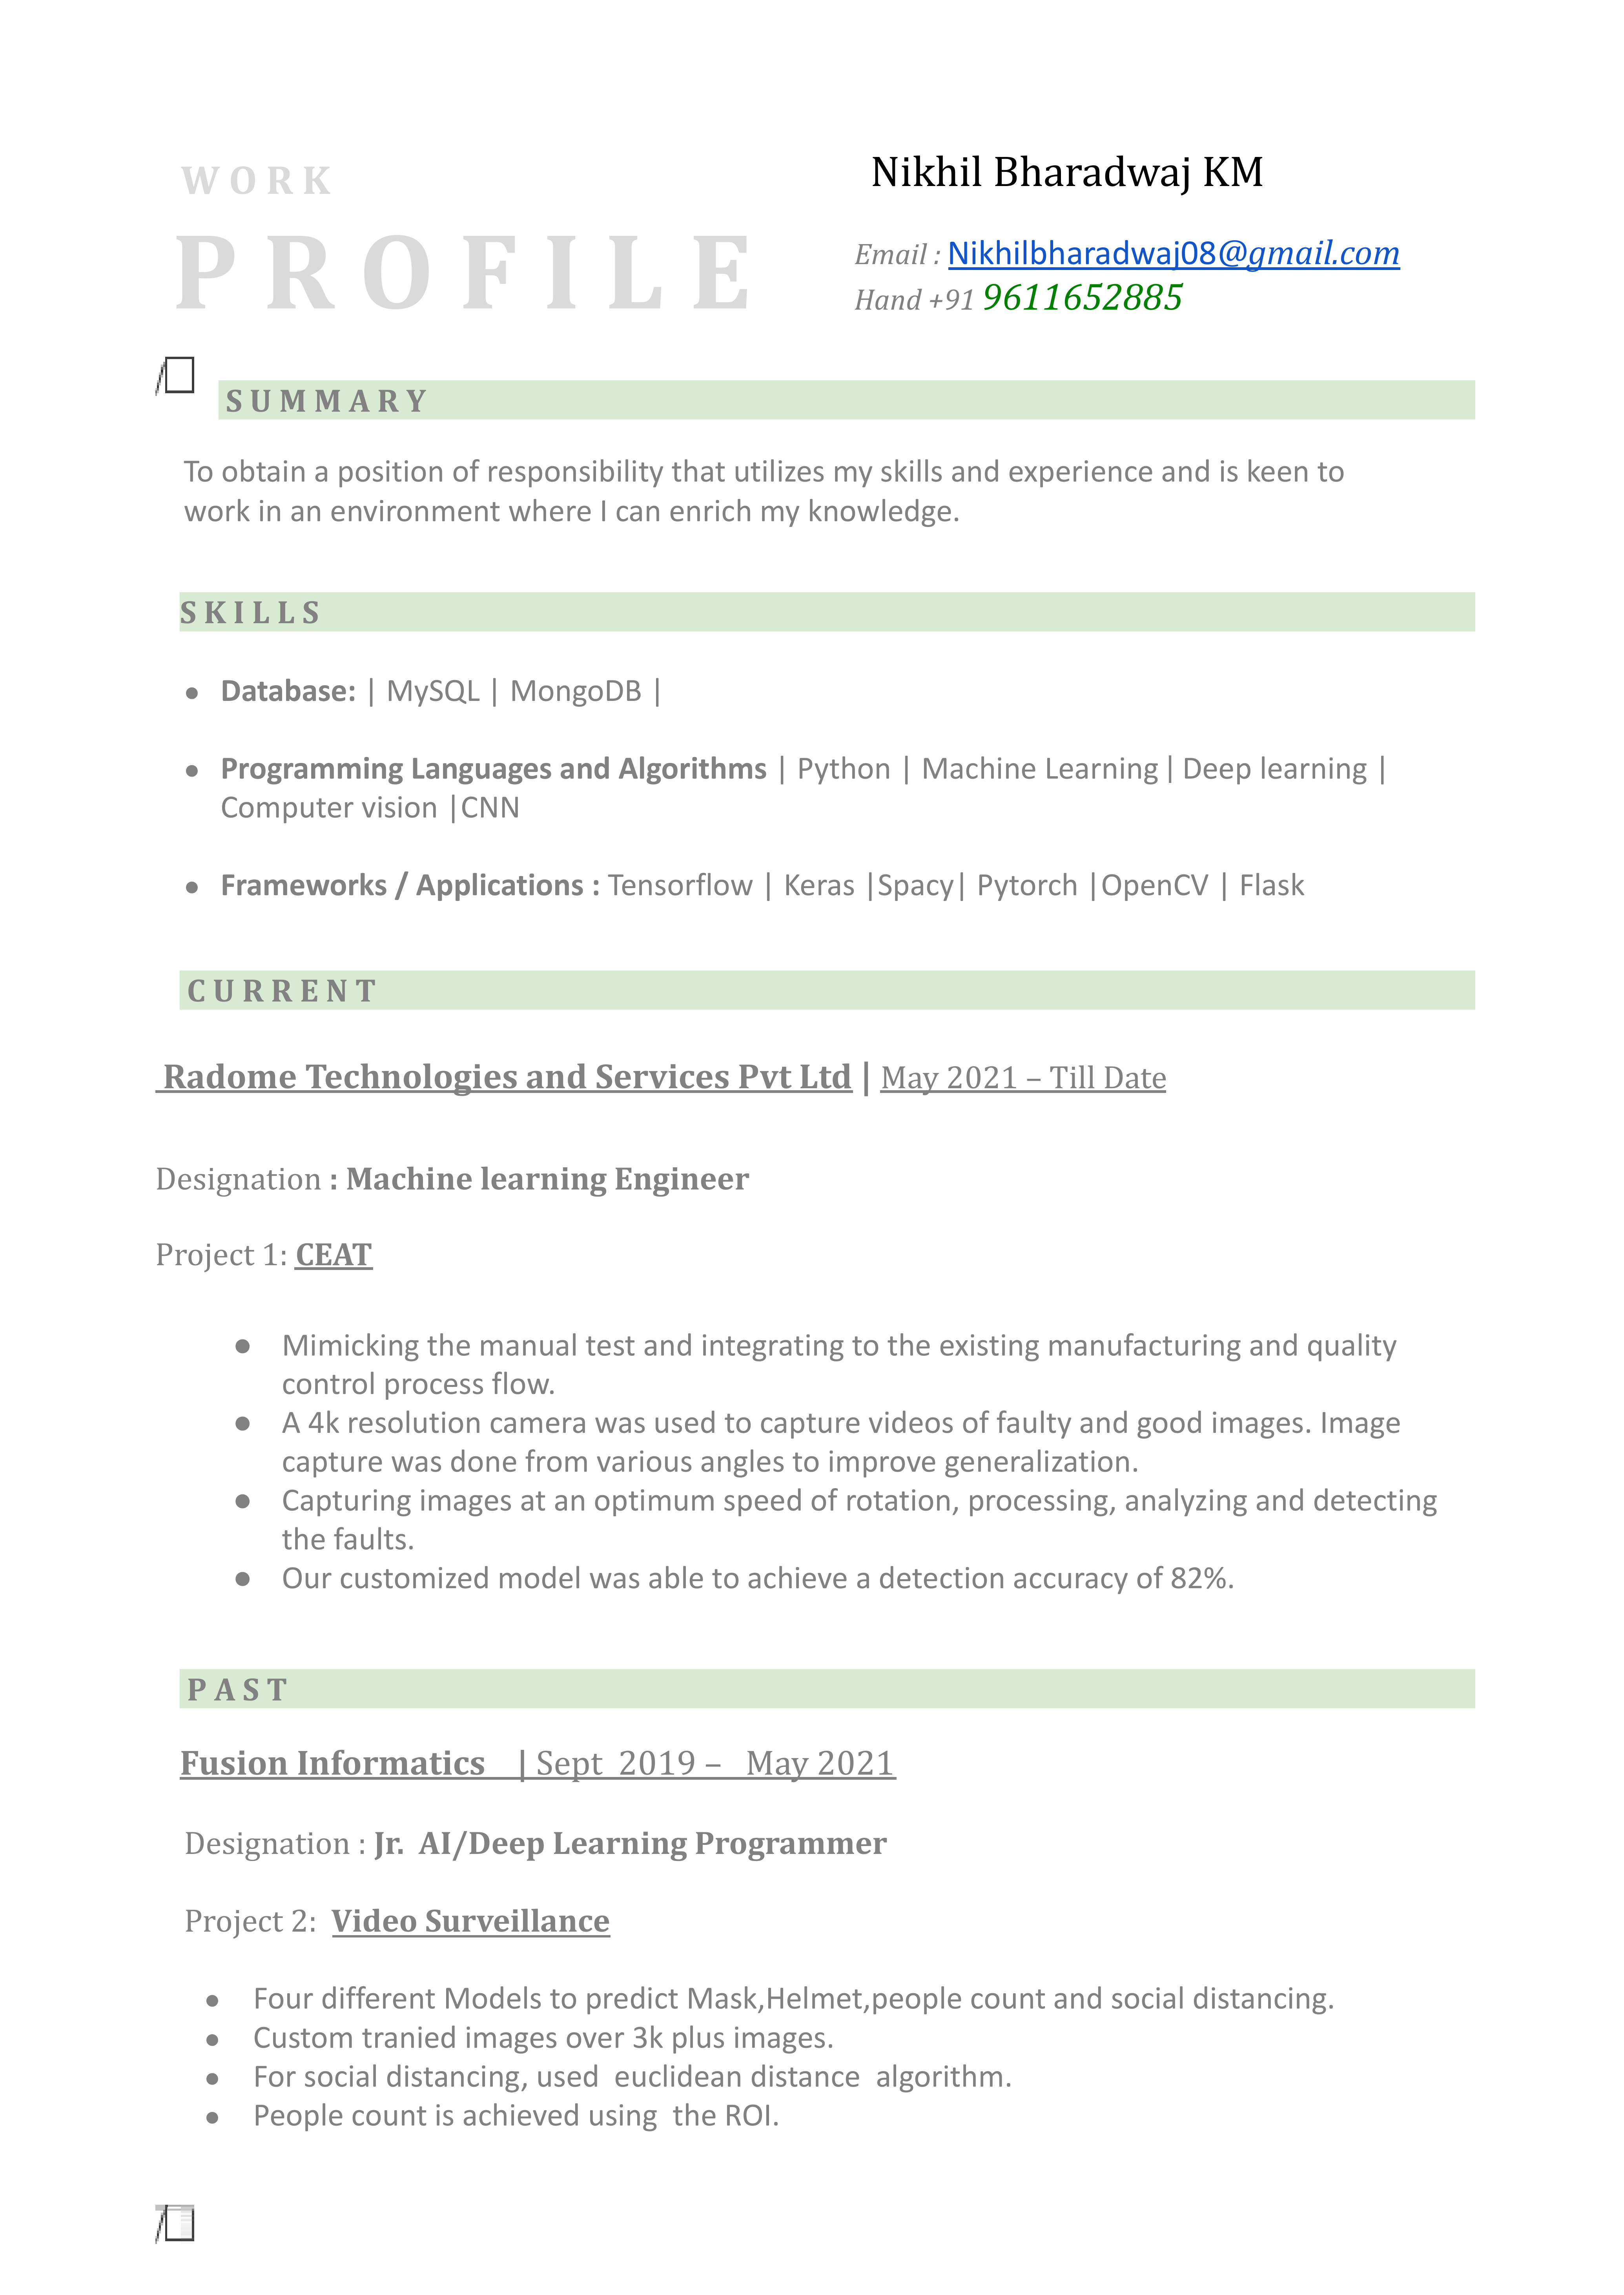 WORK
PROFILE
Nikhil Bharadwaj KM
Email : Nikhilbharadwaj08@gmail.com
Hand +91 9611652885
SUMMARY
To obtain a position of responsibility that utilizes my skills and experience and is keen to
work in an environment where I can enrich my knowledge.
SKILLS
● Database: | MySQL | MongoDB |
● Programming Languages and Algorithms | Python | Machine Learning | Deep learning |
Computer vision |CNN
● Frameworks / Applications : Tensorflow | Keras |Spacy| Pytorch |OpenCV | Flask
CURRENT
Radome Technologies and Services Pvt Ltd | May 2021 – Till Date
Designation : Machine learning Engineer
Project 1: CEAT
● Mimicking the manual test and integrating to the existing manufacturing and quality
control process flow.
● A 4k resolution camera was used to capture videos of faulty and good images. Image
capture was done from various angles to improve generalization.
● Capturing images at an optimum speed of rotation, processing, analyzing and detecting
the faults.
● Our customized model was able to achieve a detection accuracy of 82%.
PAST
Fusion Informatics | Sept 2019 – May 2021
Designation : Jr. AI/Deep Learning Programmer
Project 2: Video Surveillance
● Four different Models to predict Mask,Helmet,people count and social distancing.
● Custom tranied images over 3k plus images.
● For social distancing, used euclidean distance algorithm.
● People count is achieved using the ROI.